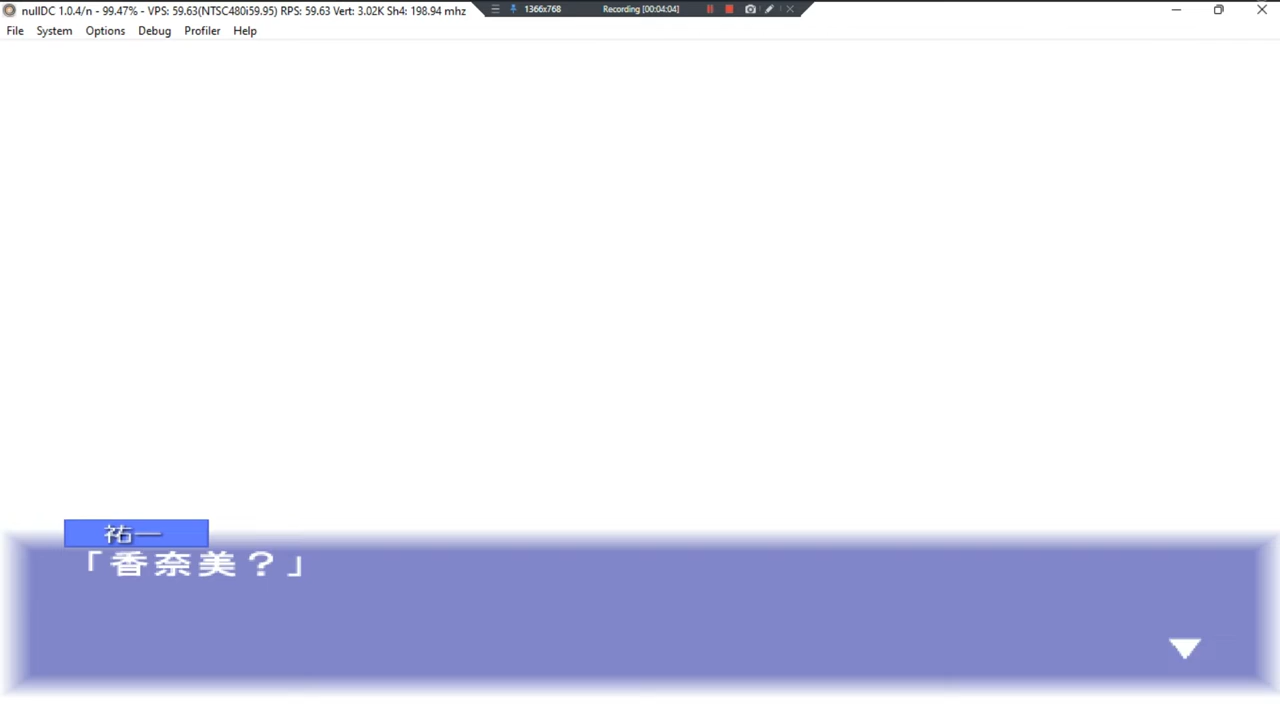 nullDC 1.0.4/n - 99.47% - VPS: 59.63(NTSC480i59.95) RPS: 59.63 Vert: 3.02K Sh4: 198.94 mhz
1366x768
Recording [00:04:04]
File System Options Debug Profiler Help
祐一
「香奈美？」